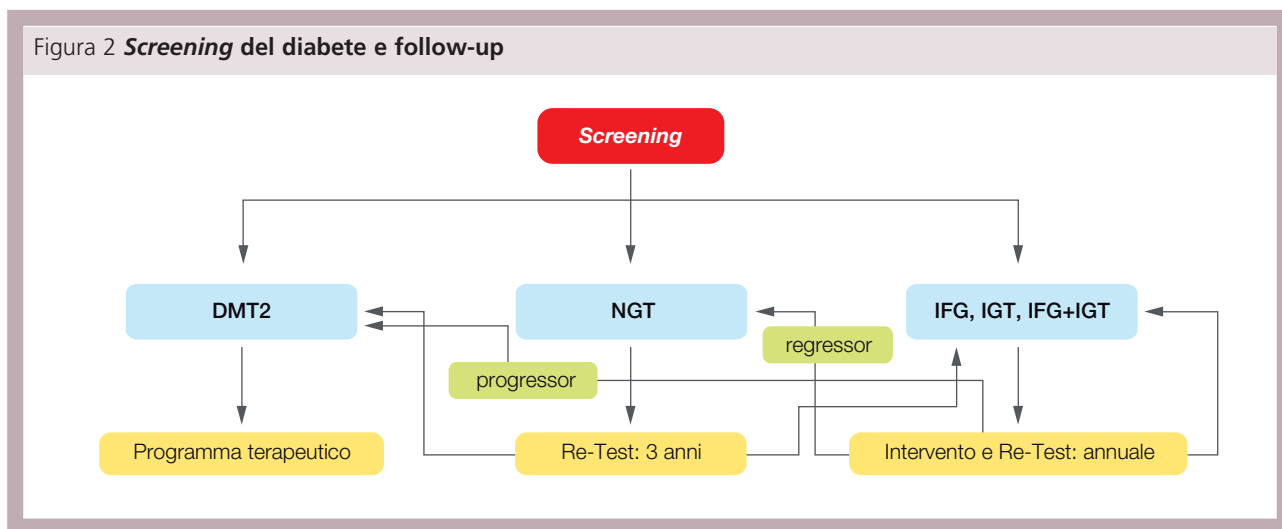 Figura 2 Screening del diabete e follow-up
Screening
DMT2
NGT
IFG, IGT, IFG+IGT
regressor
progressor
Programma terapeutico
Re-Test: 3 anni
Intervento e Re-Test: annuale